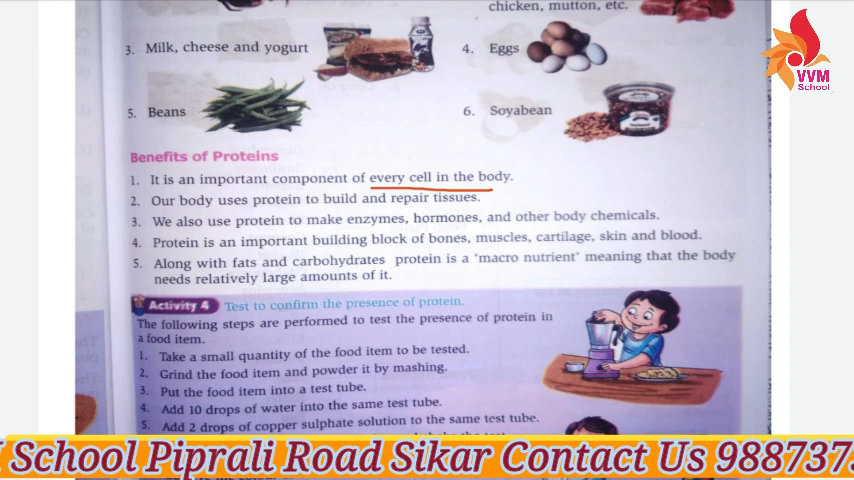 chicken, mutton, etc.
3. Milk, cheese and yogurt
4. Eggs
5. Beans
6. Soyabean
VVM
School
Benefits of Proteins
1. It is an important component of every cell in the body.
2. Our body uses protein to build and repair tissues.
3. We also use protein to make enzymes, hormones, and other body chemicals.
4. Protein is an important building block of bones, muscles, cartilage, skin and blood.
5. Along with fats and carbohydrates protein is a 'macro nutrient' meaning that the body
needs relatively large amounts of it.
Activity 4 Test to confirm the presence of protein.
The following steps are performed to test the presence of protein in
a food item.
1. Take a small quantity of the food item to be tested.
2. Grind the food item and powder it by mashing.
3. Put the food item into a test tube.
4. Add 10 drops of water into the same test tube.
5. Add 2 drops of copper sulphate solution to the same test tube.
School Piprali Road Sikar Contact Us 9887373